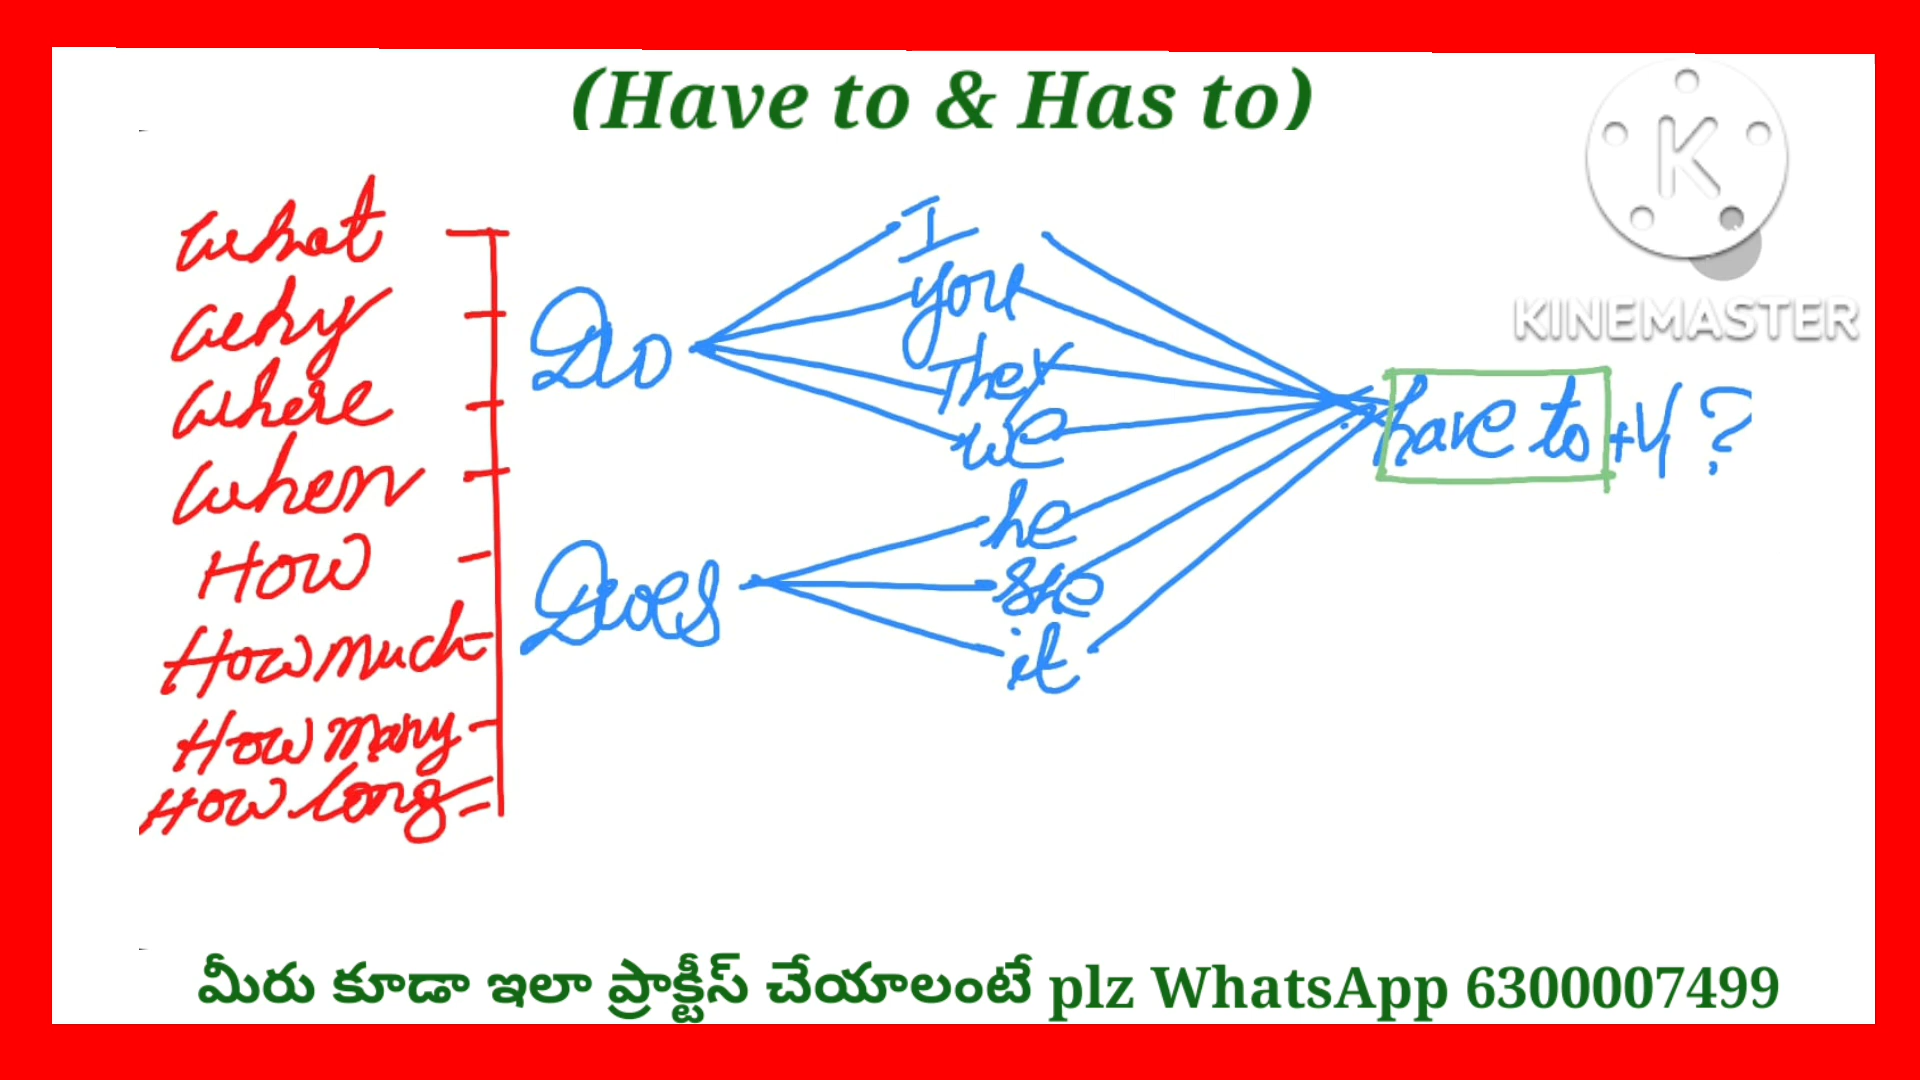 (Have to & Has to)
KINEMASTER
what
why
where
when
How
How much
How many
How long
Do
Does
I
you
They
we
he
she
it
have to +V1 ?
మీరు కూడా ఇలా ప్రాక్టీస్ చేయాలంటే plz WhatsApp 6300007499